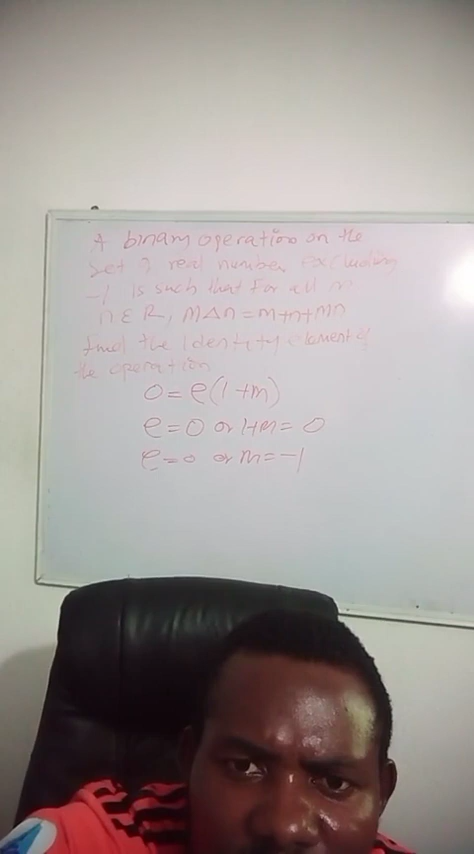 A binary operation on the
set of real number excluding
-1 is such that for all m
n ∈ R, m∆n = m+n+mn
find the identity element of
the operation
0 = e(1+m)
e=0 or 1+m = 0
e=0 or m=-1